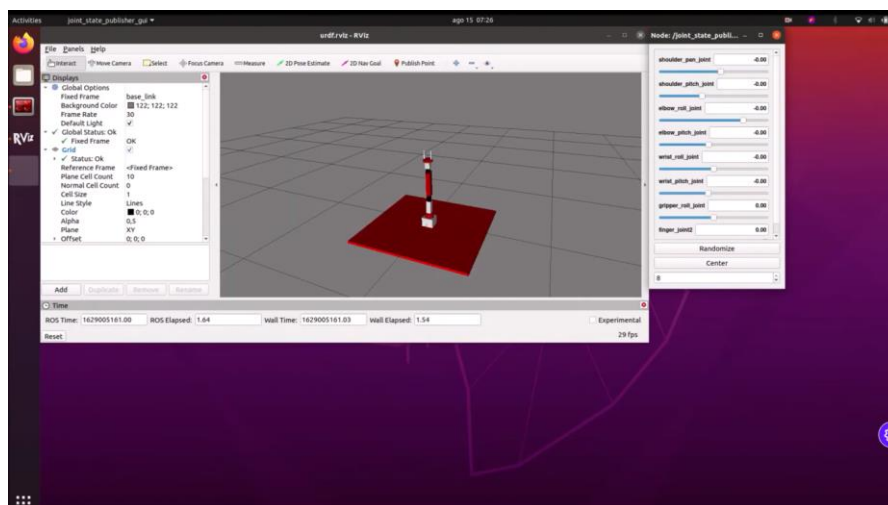 Activities
joint_state_publisher_gui
ago 15 07:26
urdf.rviz - RViz
Node: /joint_state_publi...
File Panels Help
Interact Move Camera Select Focus Camera Measure 2D Pose Estimate 2D Nav Goal Publish Point
Displays
Global Options
Fixed Frame base_link
Background Color 122; 122; 122
Frame Rate 30
Default Light
Global Status: Ok
Fixed Frame OK
Grid
Status: Ok
Reference Frame <Fixed Frame>
Plane Cell Count 10
Normal Cell Count 0
Cell Size 1
Line Style Lines
Color 0; 0; 0
Alpha 0,5
Plane XY
Offset 0; 0; 0
Add Duplicate Remove Rename
Time
ROS Time: 1629005161.00 ROS Elapsed: 1.64 Wall Time: 1629005161.03 Wall Elapsed: 1.54 Experimental
Reset 29 fps
shoulder_pan_joint -0.00
shoulder_pitch_joint -0.00
elbow_roll_joint -0.00
elbow_pitch_joint -0.00
wrist_roll_joint -0.00
wrist_pitch_joint -0.00
gripper_roll_joint 0.00
finger_joint2 0.00
Randomize
Center
8
RViz